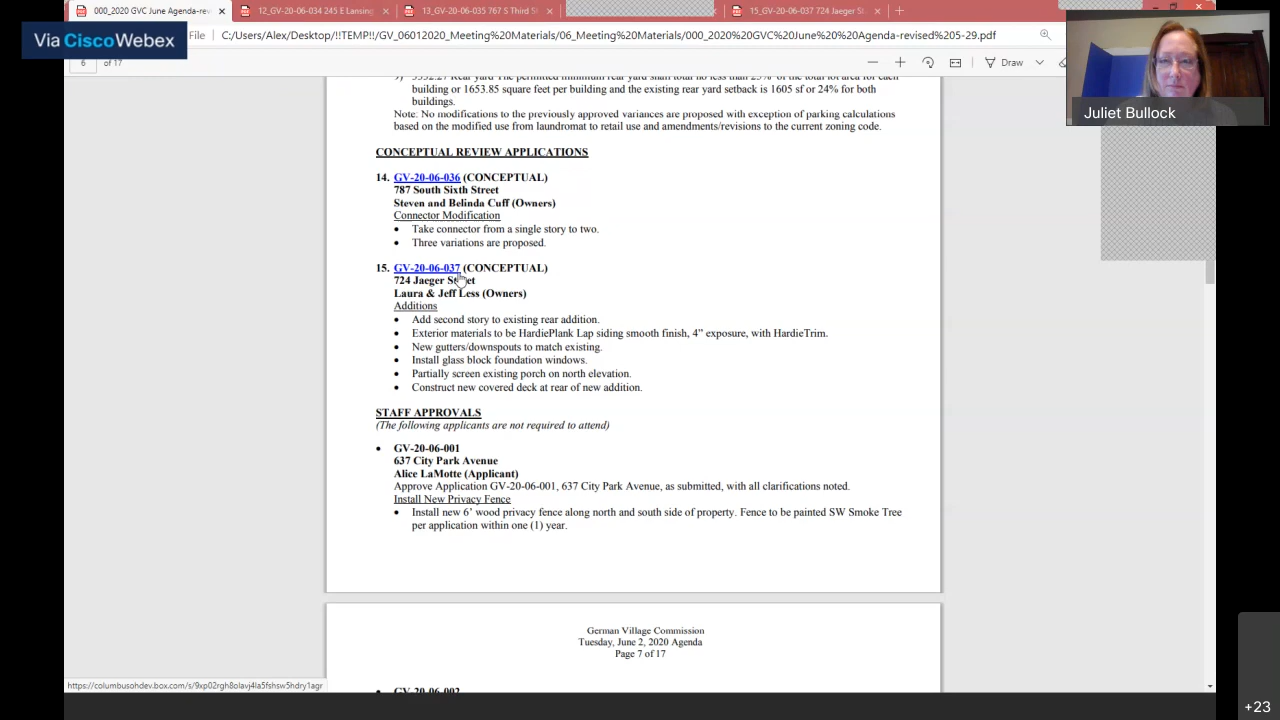 000_2020 GVC June Agenda-rev
12_GV-20-06-034 245 E Lansing
13_GV-20-06-035 767 S Third St
15_GV-20-06-037 724 Jaeger St
Via CiscoWebex
File C:/Users/Alex/Desktop/!!TEMP!!/GV_06012020_Meeting%20Materials/06_Meeting%20Materials/000_2020%20GVC%20June%20%20Agenda-revised%205-29.pdf
6 of 17
Draw
Juliet Bullock
building or 1653.85 square feet per building and the existing rear yard setback is 1605 sf or 24% for both
buildings.
Note: No modifications to the previously approved variances are proposed with exception of parking calculations
based on the modified use from laundromat to retail use and amendments/revisions to the current zoning code.
CONCEPTUAL REVIEW APPLICATIONS
14. GV-20-06-036 (CONCEPTUAL)
787 South Sixth Street
Steven and Belinda Cuff (Owners)
Connector Modification
• Take connector from a single story to two.
• Three variations are proposed.
15. GV-20-06-037 (CONCEPTUAL)
724 Jaeger Street
Laura & Jeff Less (Owners)
Additions
• Add second story to existing rear addition.
• Exterior materials to be HardiePlank Lap siding smooth finish, 4” exposure, with HardieTrim.
• New gutters/downspouts to match existing.
• Install glass block foundation windows.
• Partially screen existing porch on north elevation.
• Construct new covered deck at rear of new addition.
STAFF APPROVALS
(The following applicants are not required to attend)
• GV-20-06-001
637 City Park Avenue
Alice LaMotte (Applicant)
Approve Application GV-20-06-001, 637 City Park Avenue, as submitted, with all clarifications noted.
Install New Privacy Fence
• Install new 6’ wood privacy fence along north and south side of property. Fence to be painted SW Smoke Tree
per application within one (1) year.
German Village Commission
Tuesday, June 2, 2020 Agenda
Page 7 of 17
• GV-20-06-002
https://columbusohdev.box.com/s/9xp02rgh8olavj4la5fshsw5hdry1agr
+23